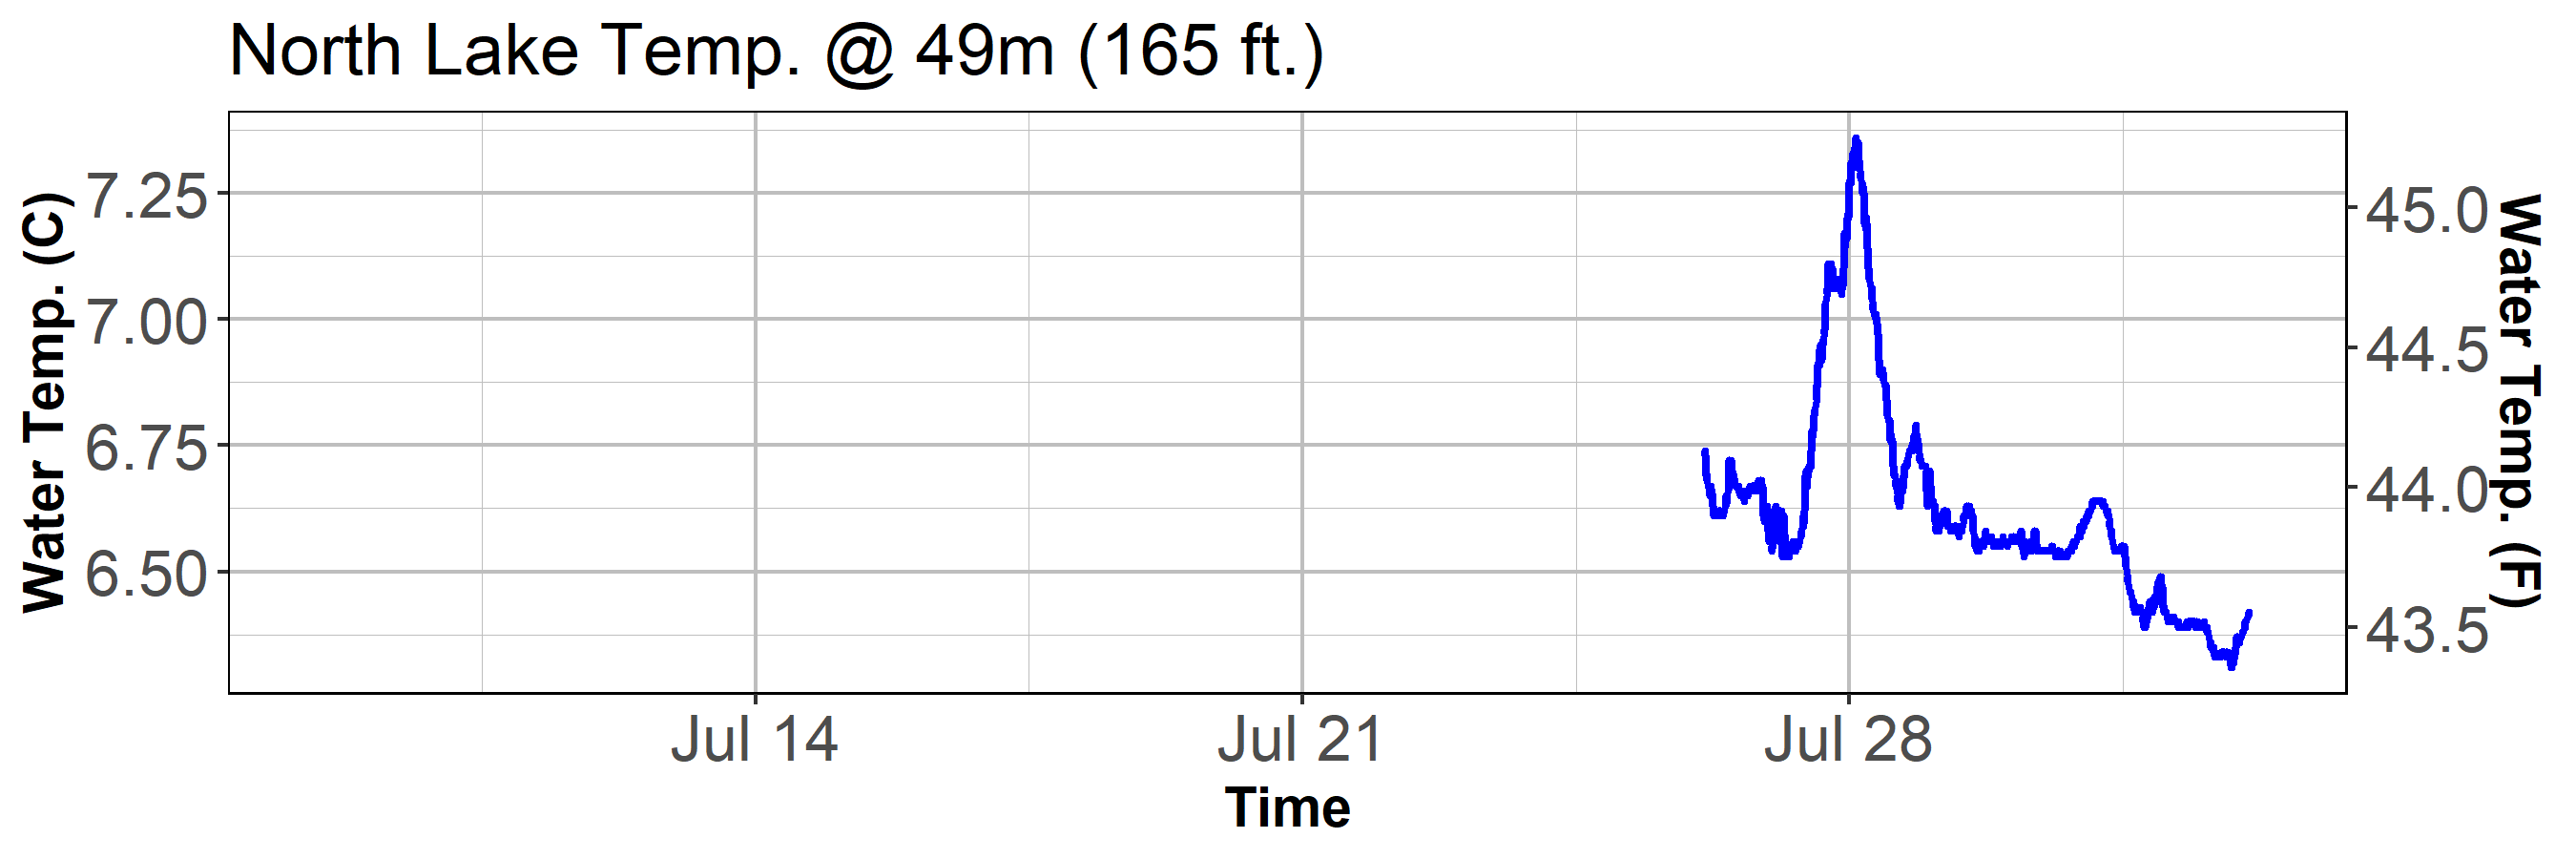 North Lake Temp. @ 49m (165 ft.)
Water Temp. (C)
7.25
7.00
6.75
6.50
45.0
44.5
44.0
43.5
Water Temp. (F)
Jul 14 Jul 21 Jul 28
Time